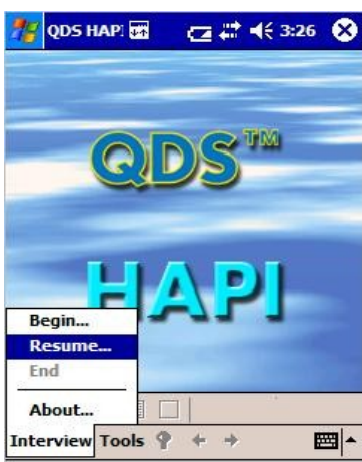 QDS HAPI 3:26
QDS™
HAPI
Begin...
Resume...
End
About...
Interview Tools